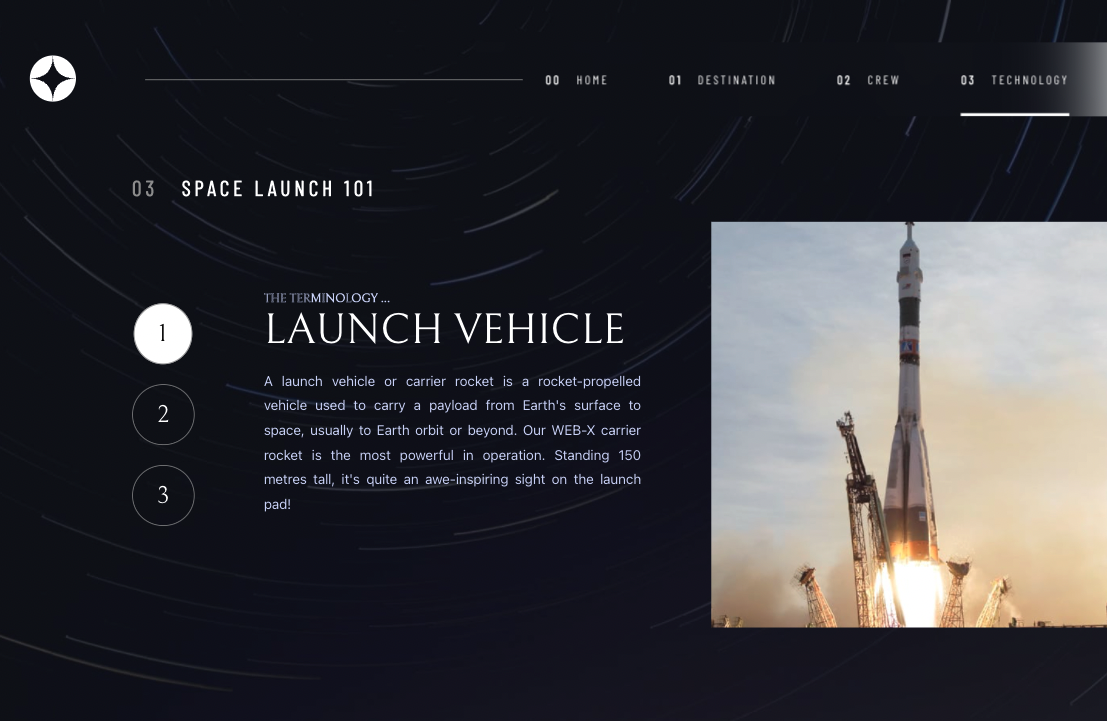 00 HOME 01 DESTINATION 02 CREW 03 TECHNOLOGY
03 SPACE LAUNCH 101
THE TERMINOLOGY ...
LAUNCH VEHICLE
1
A launch vehicle or carrier rocket is a rocket-propelled
vehicle used to carry a payload from Earth's surface to
space, usually to Earth orbit or beyond. Our WEB-X carrier
rocket is the most powerful in operation. Standing 150
metres tall, it's quite an awe-inspiring sight on the launch
pad!
2
3